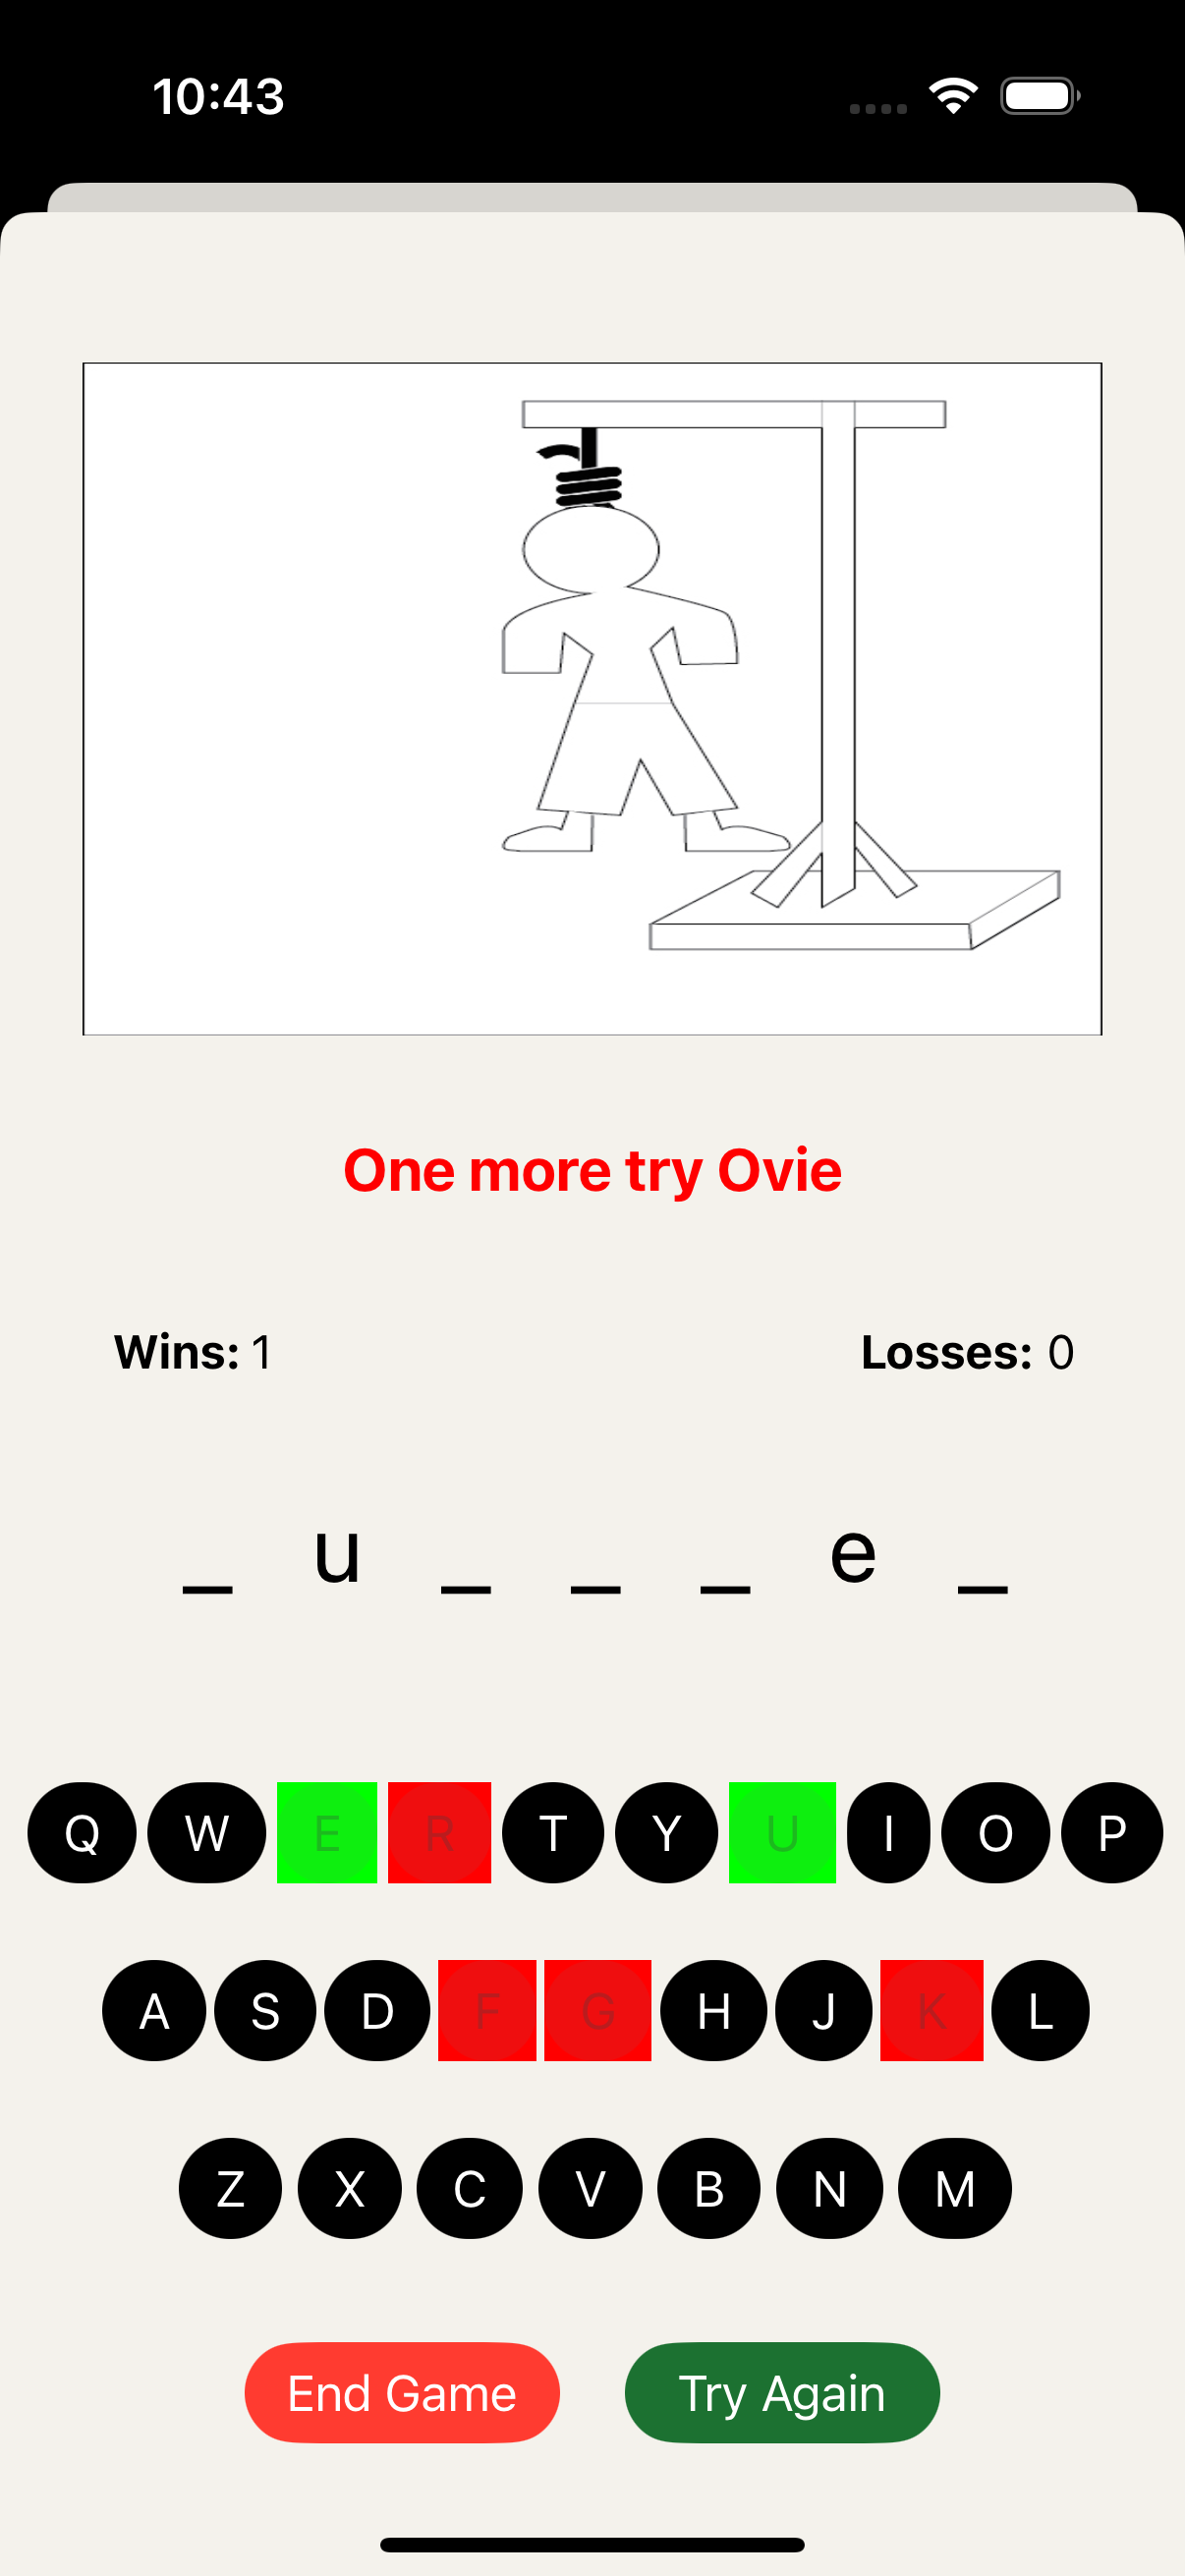 10:43
One more try Ovie
Wins: 1 Losses: 0
_ u _ _ _ e _
Q W E R T Y U I O P
A S D F G H J K L
Z X C V B N M
End Game Try Again